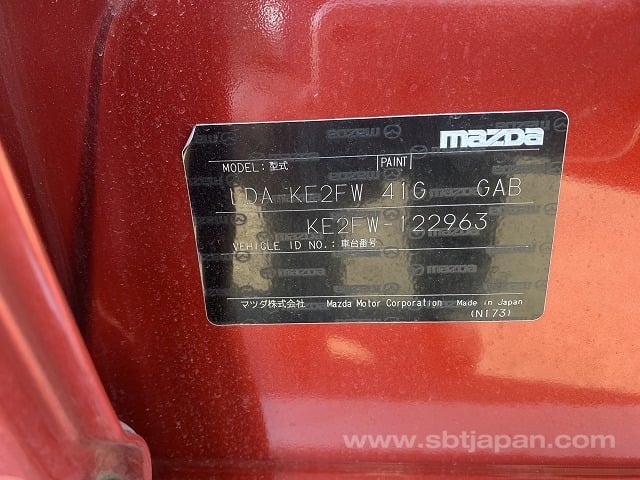 mazda
MODEL: 型式 PAINT
LDA-KE2FW 41G GAB
KE2FW-122963
VEHICLE ID NO.: 車台番号
マツダ株式会社 Mazda Motor Corporation Made in Japan
(N173)
www.sbtjapan.com